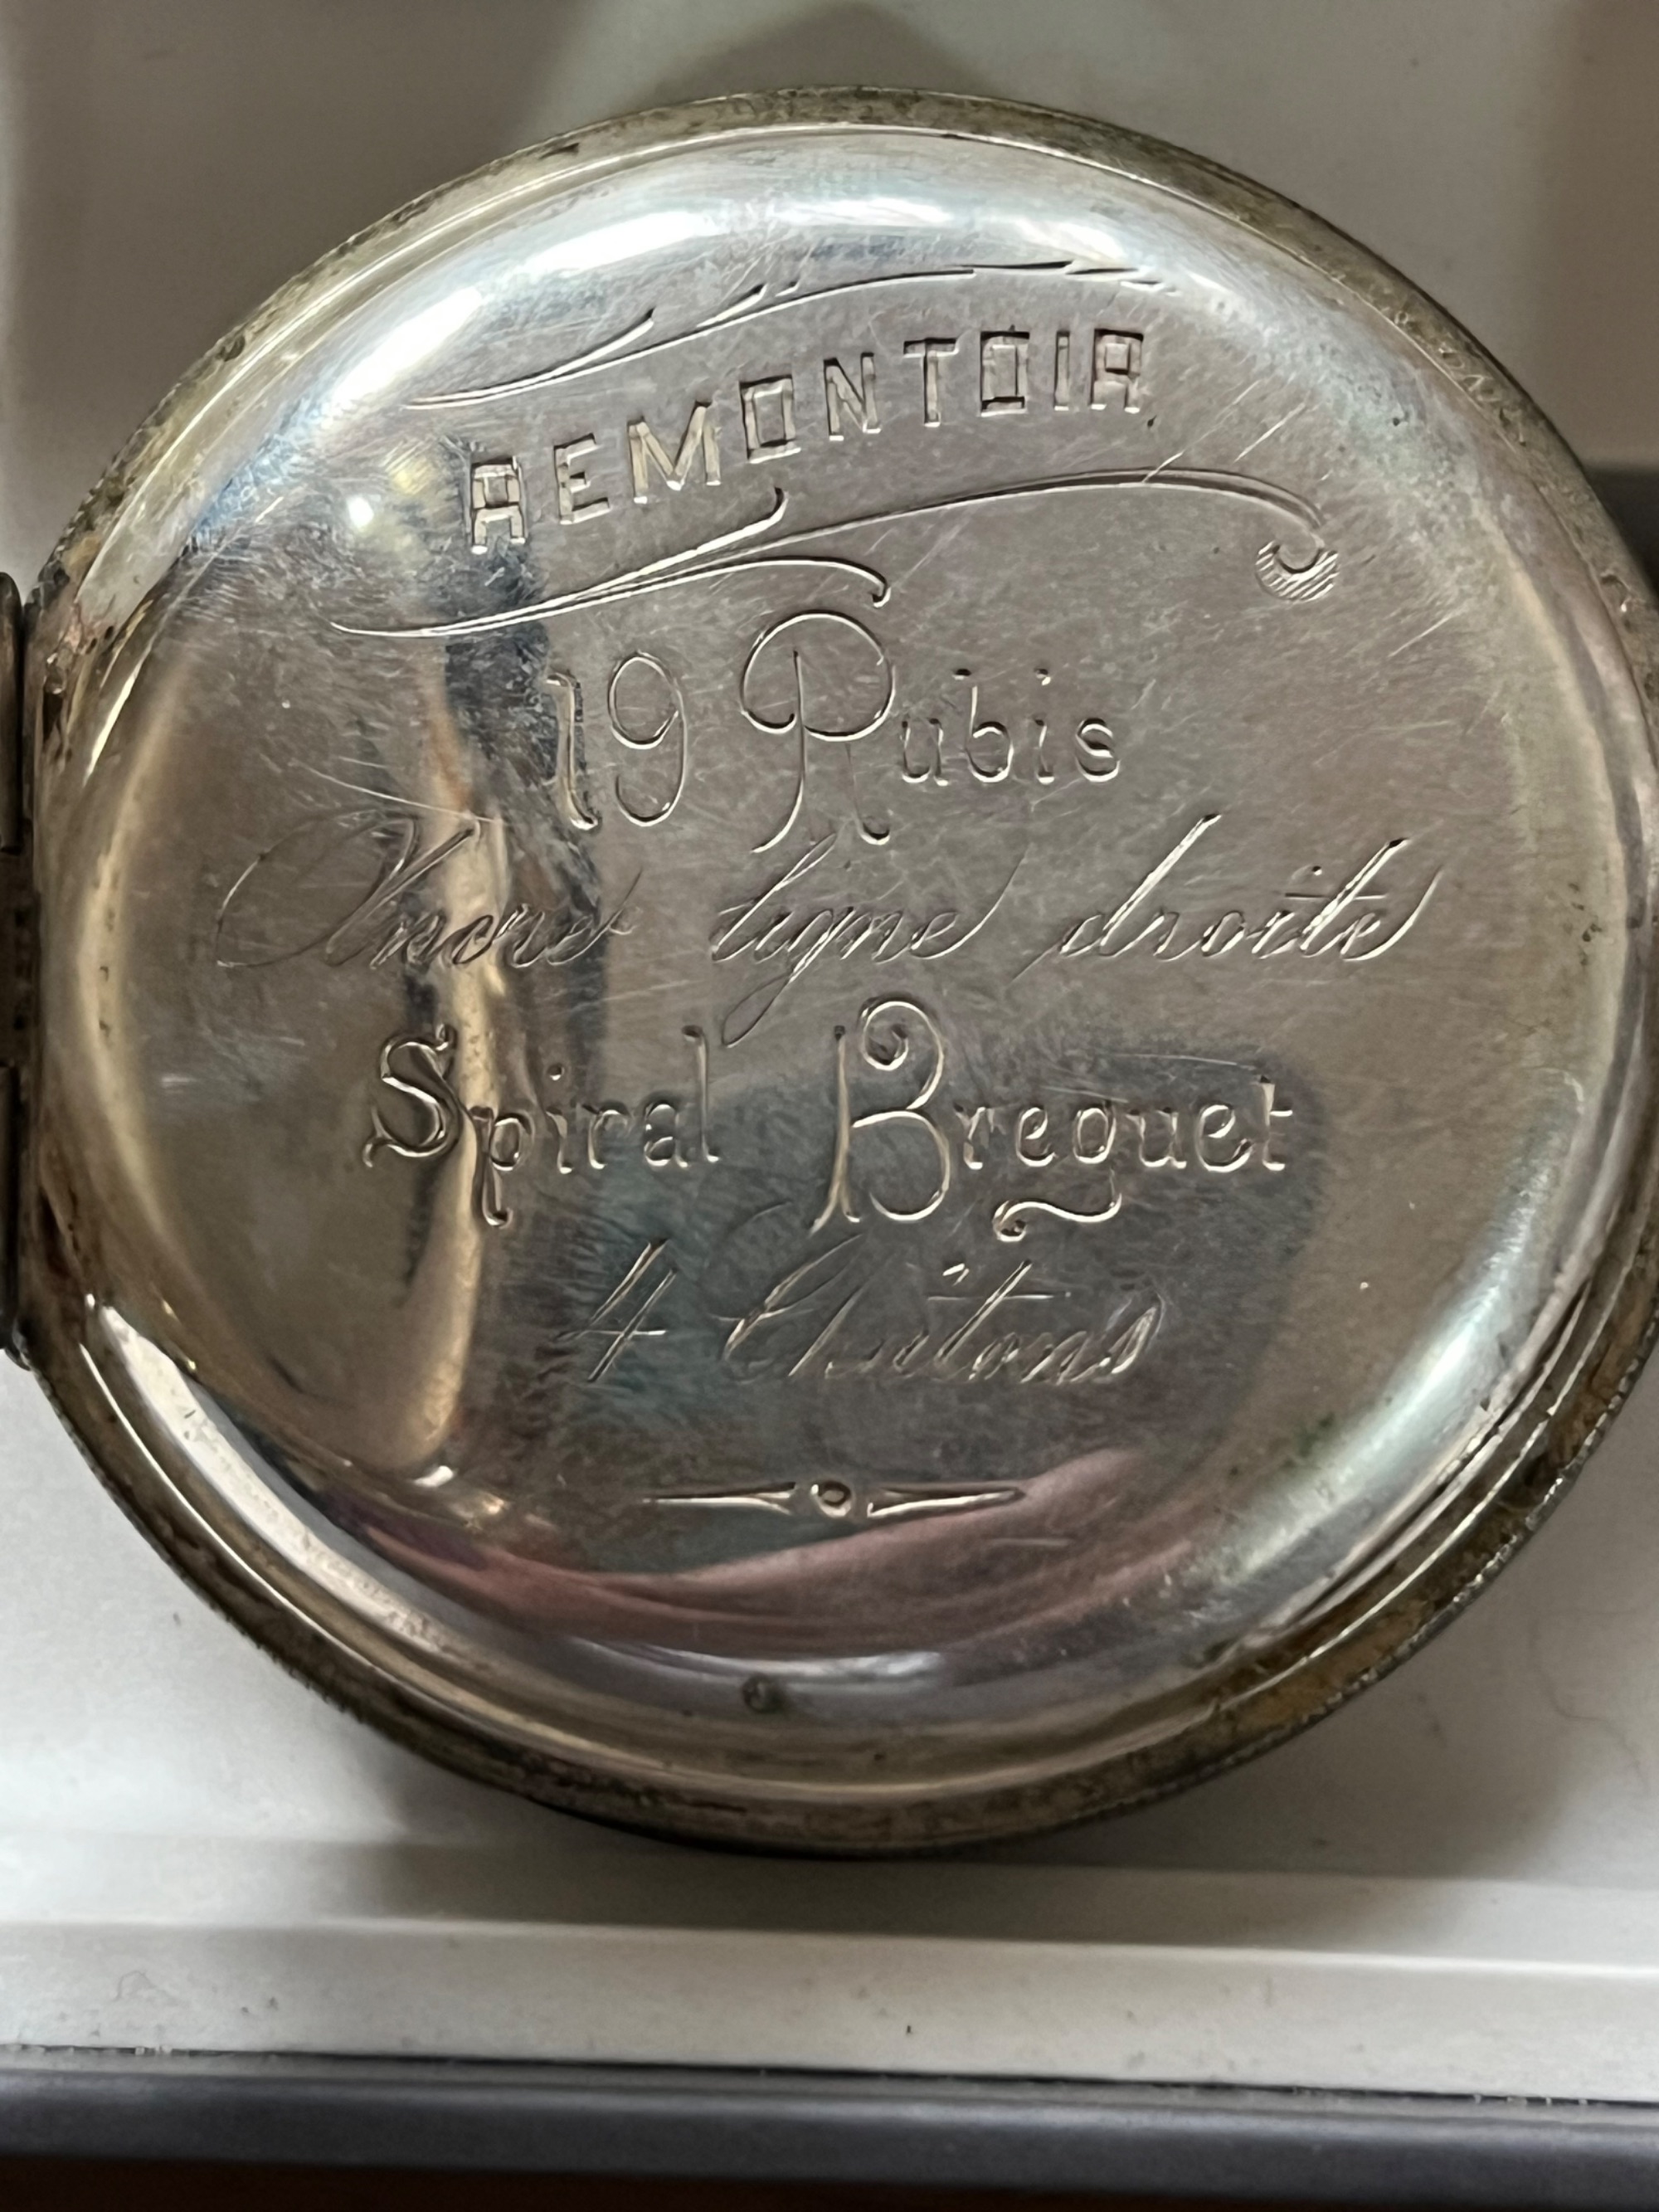 REMONTOIR
19 Rubis
Ancre ligne droite
Spiral Breguet
4 Chatons